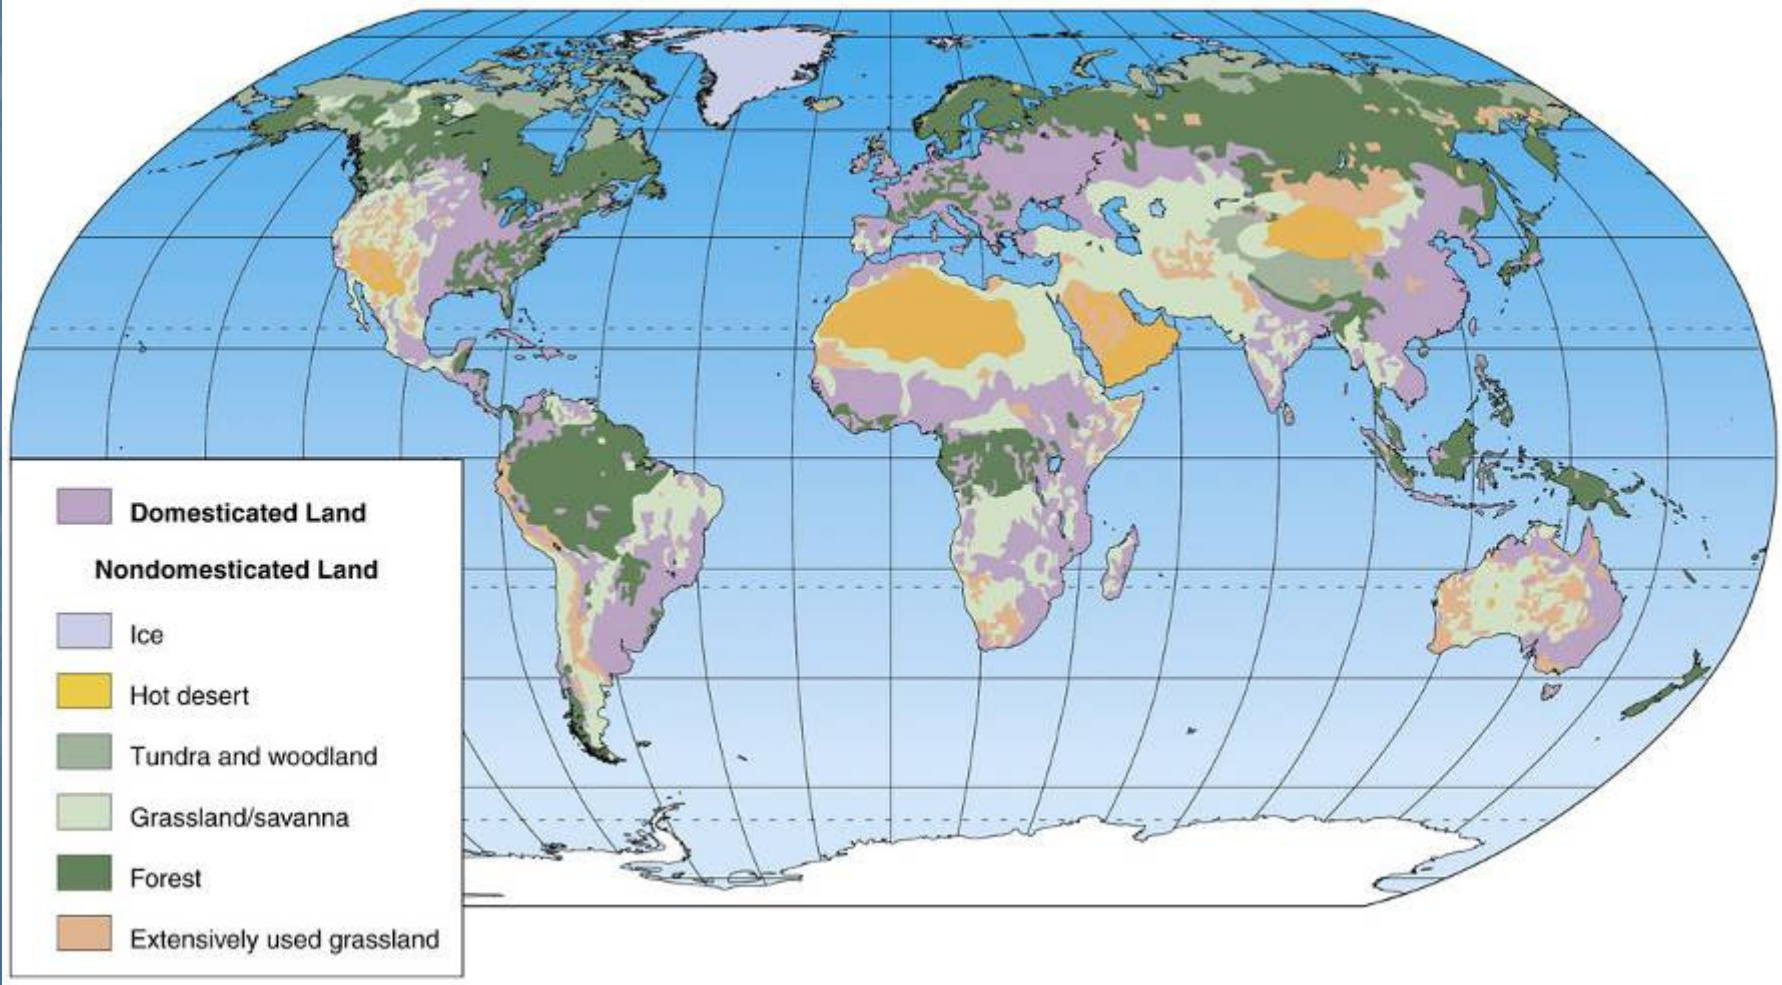 Domesticated Land
Nondomesticated Land
Ice
Hot desert
Tundra and woodland
Grassland/savanna
Forest
Extensively used grassland